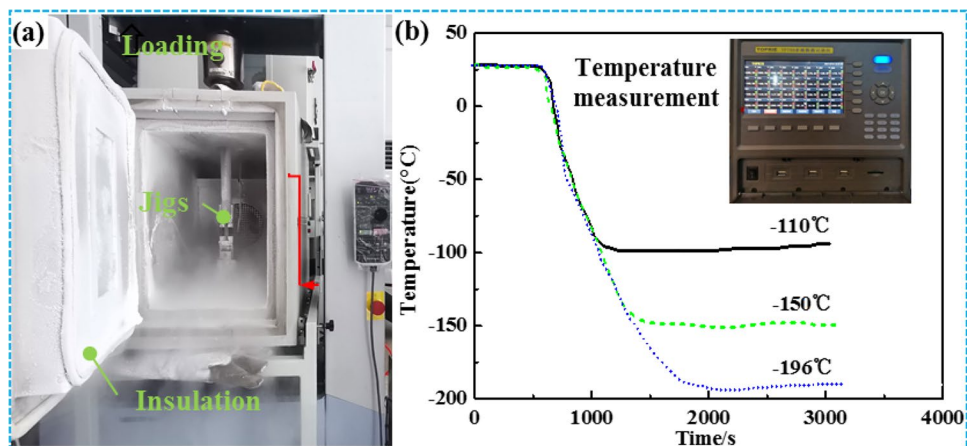 (a)
Loading
Jigs
Insulation
(b)
Temperature
measurement
Temperature(°C)
50
0
-50
-100
-150
-200
-110℃
-150℃
-196℃
0
1000
2000
3000
4000
Time/s